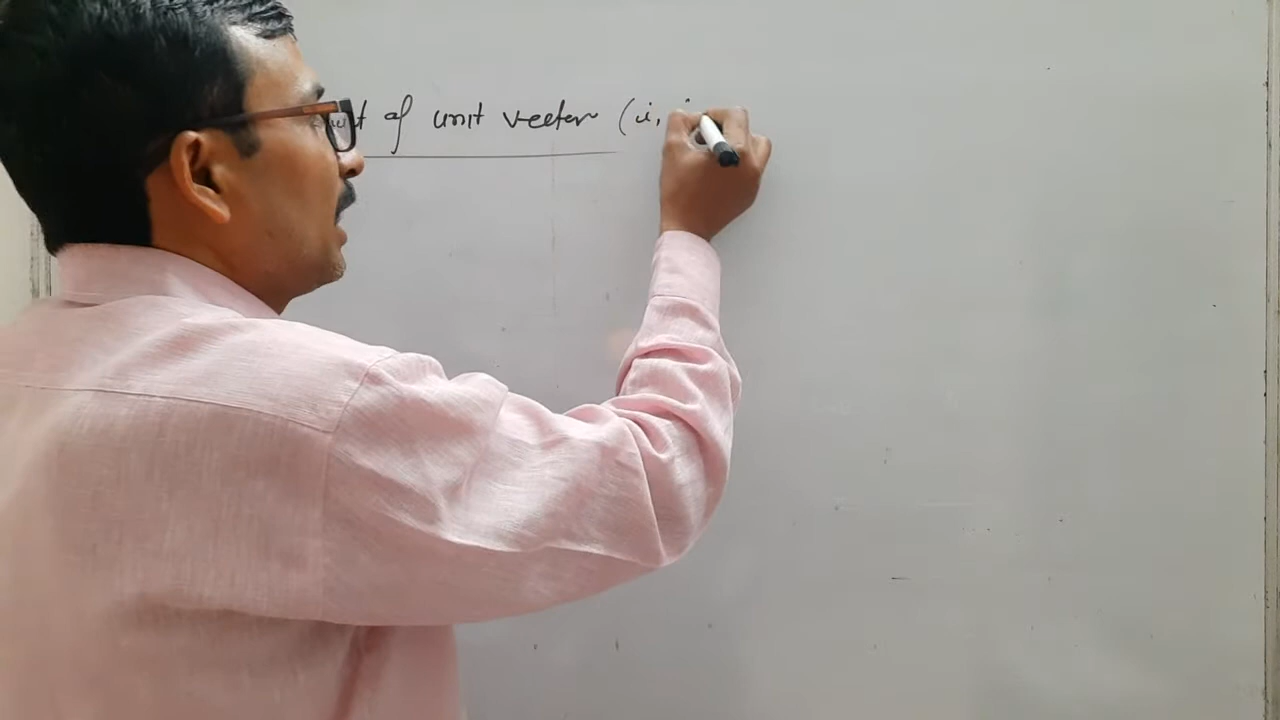 of unit vector (i,